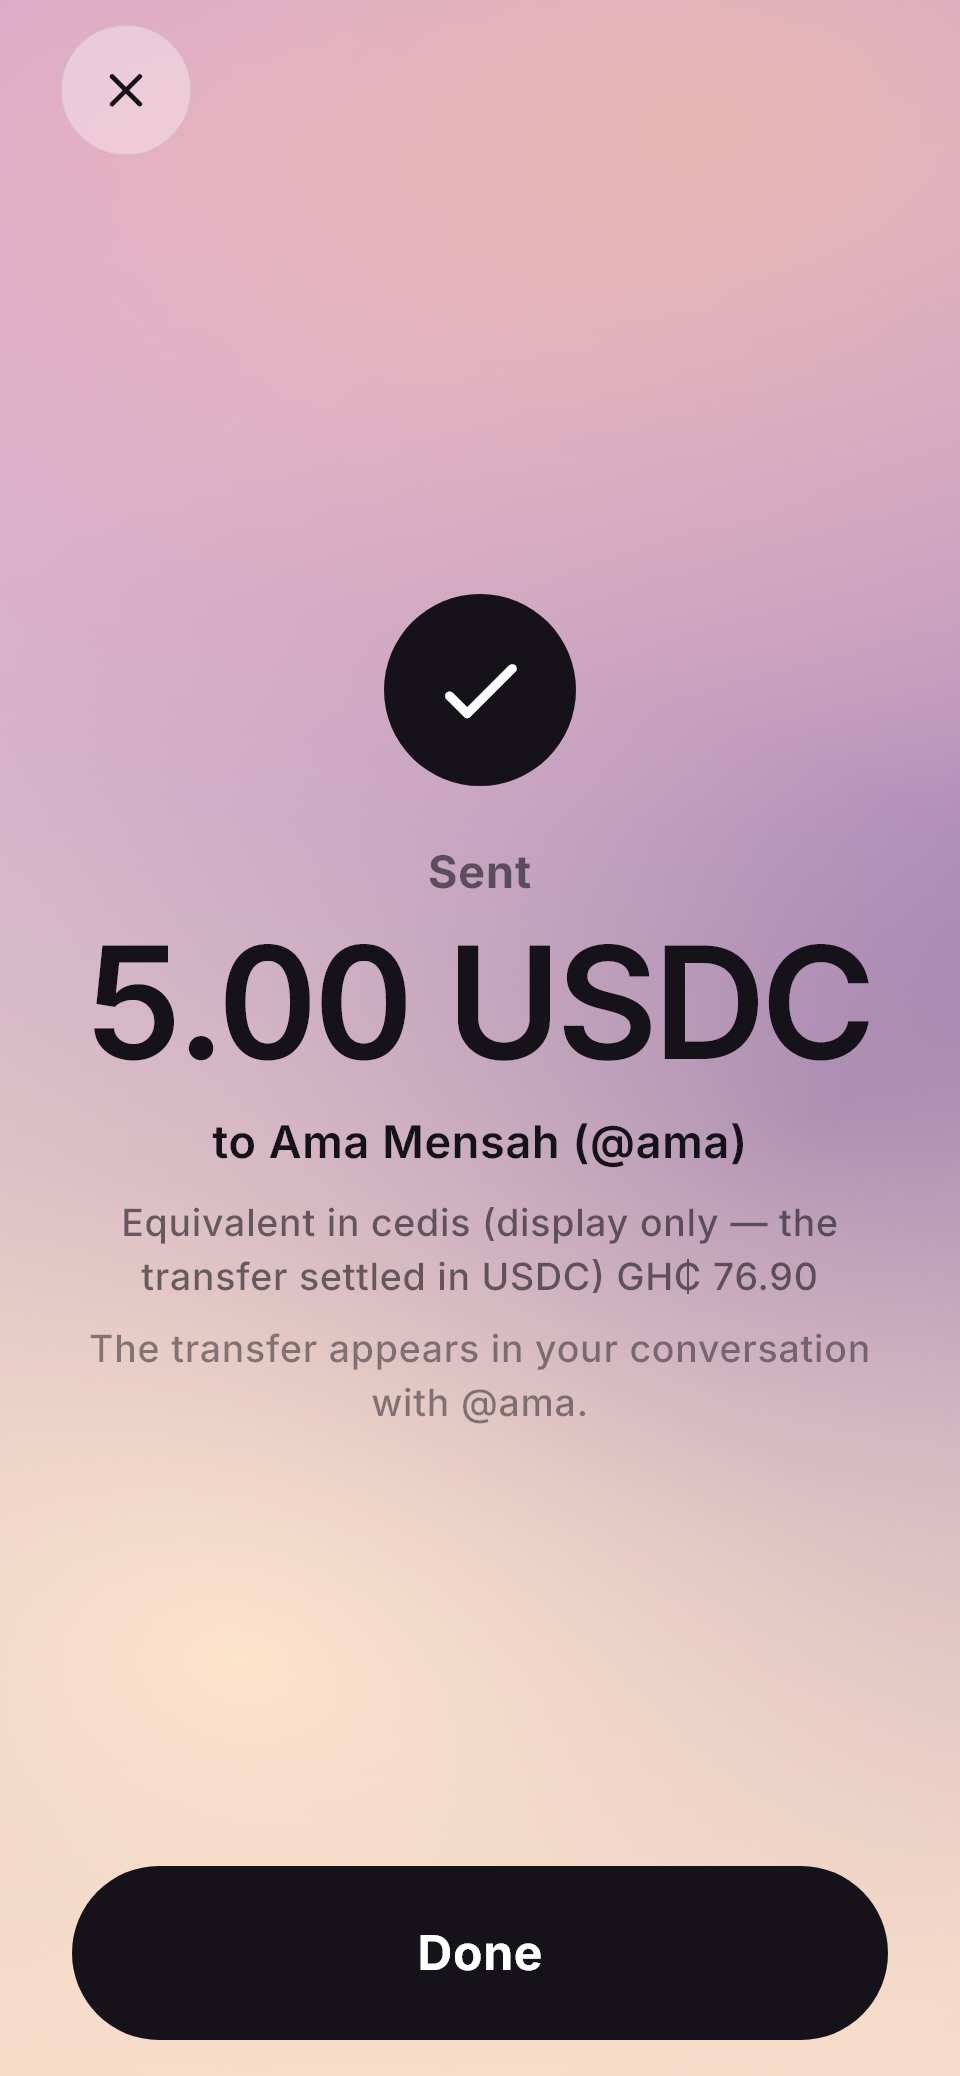 Sent
5.00 USDC
to Ama Mensah (@ama)
Equivalent in cedis (display only — the
transfer settled in USDC) GH₵ 76.90
The transfer appears in your conversation
with @ama.
Done